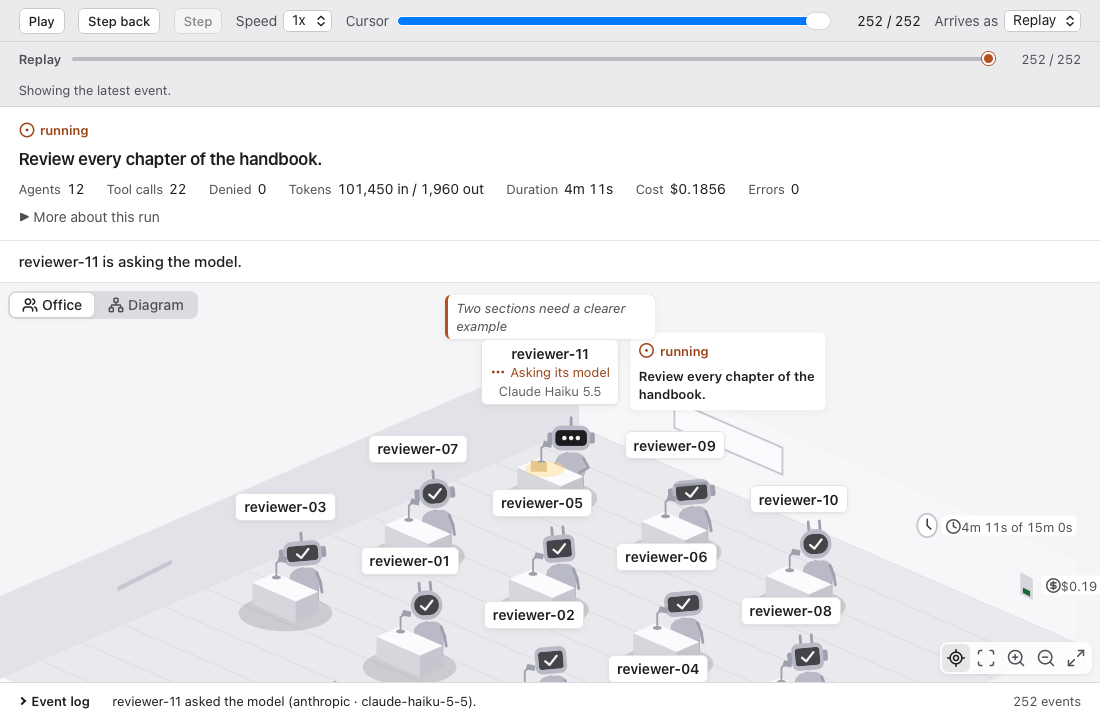 Play Step back Step Speed 1x Cursor 252 / 252 Arrives as Replay
Replay 252 / 252
Showing the latest event.
running
Review every chapter of the handbook.
Agents 12 Tool calls 22 Denied 0 Tokens 101,450 in / 1,960 out Duration 4m 11s Cost $0.1856 Errors 0
More about this run
reviewer-11 is asking the model.
Office Diagram
Two sections need a clearer
example
reviewer-11
Asking its model
Claude Haiku 5.5
running
Review every chapter of the
handbook.
reviewer-07
reviewer-09
reviewer-03
reviewer-05
reviewer-10
4m 11s of 15m 0s
reviewer-01
reviewer-06
$0.19
reviewer-02
reviewer-08
reviewer-04
Event log reviewer-11 asked the model (anthropic · claude-haiku-5-5). 252 events